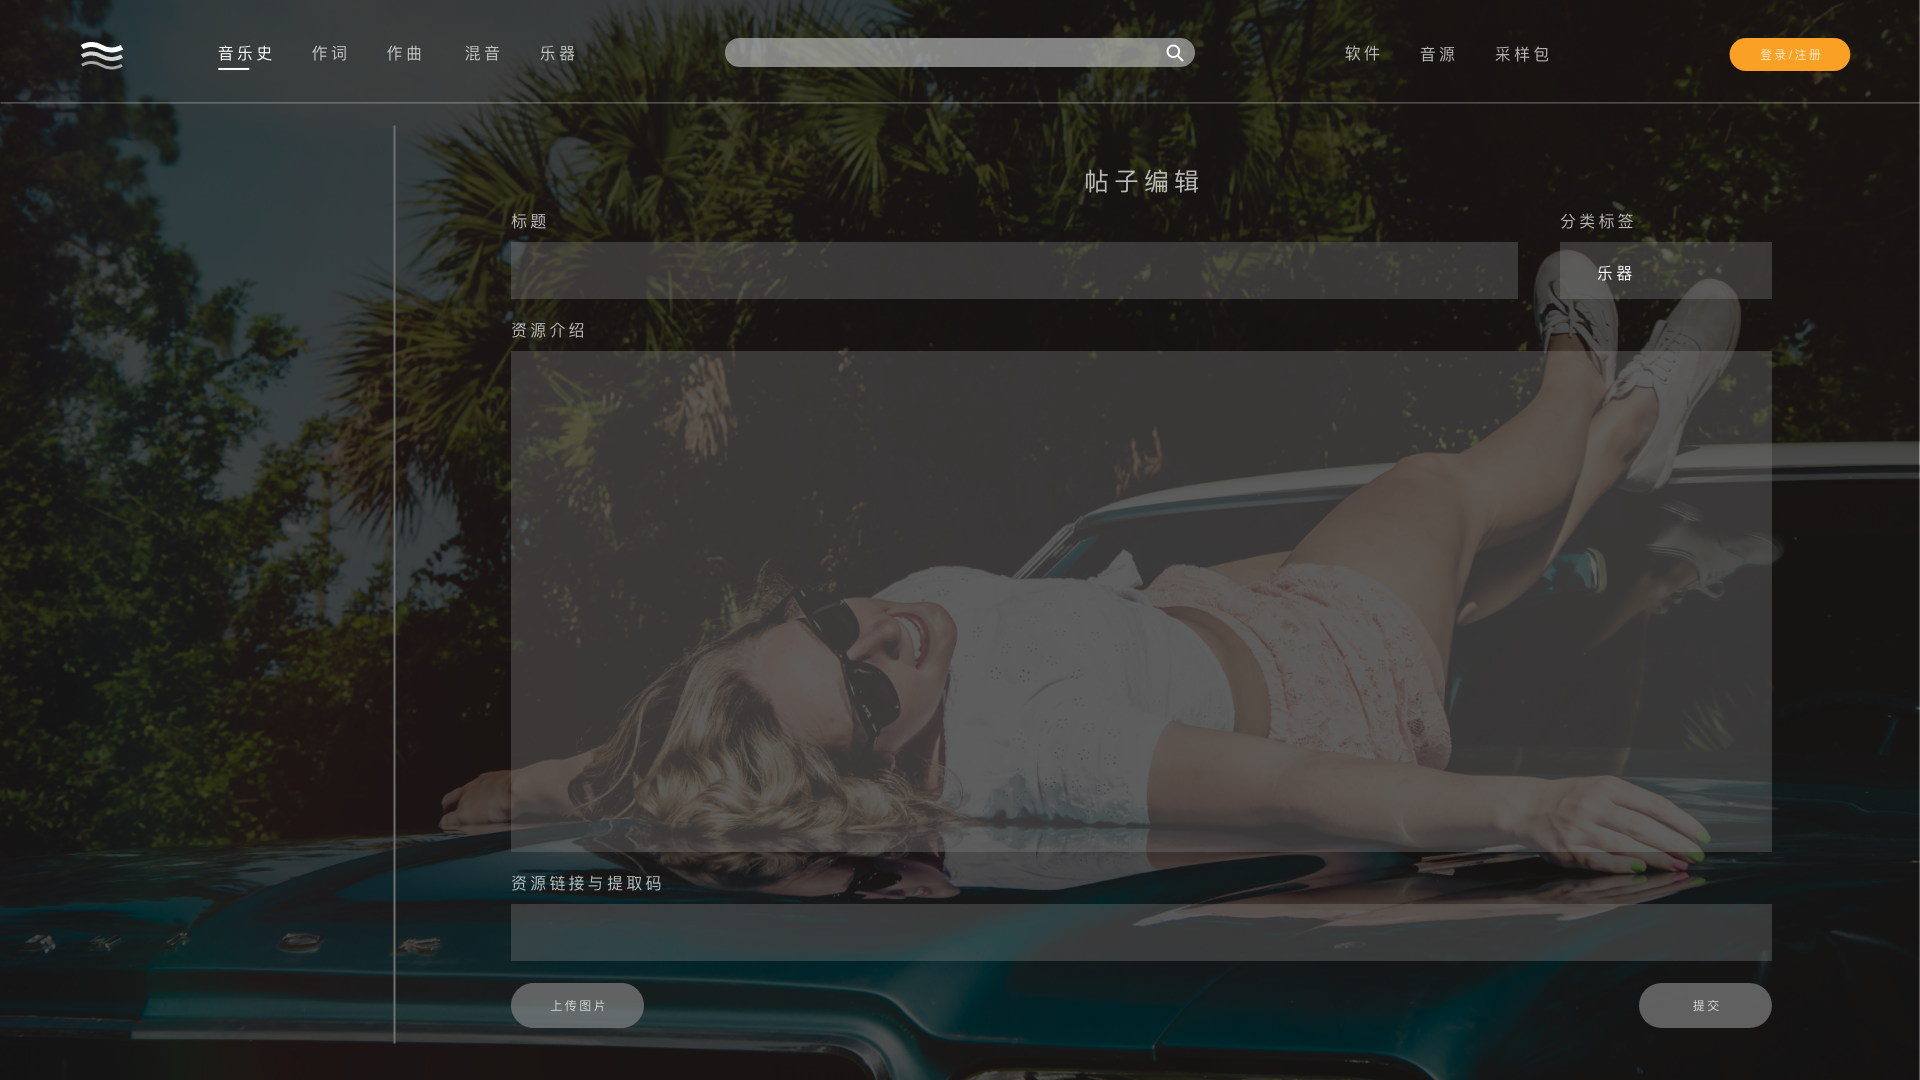 音乐史 作词 作曲 混音 乐器 软件 音源 采样包 登录/注册
帖子编辑
标题 分类标签
乐器
资源介绍
资源链接与提取码
上传图片 提交